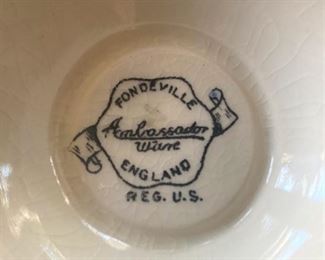 FONDEVILLE
Ambassador
Ware
ENGLAND
REG. U.S.